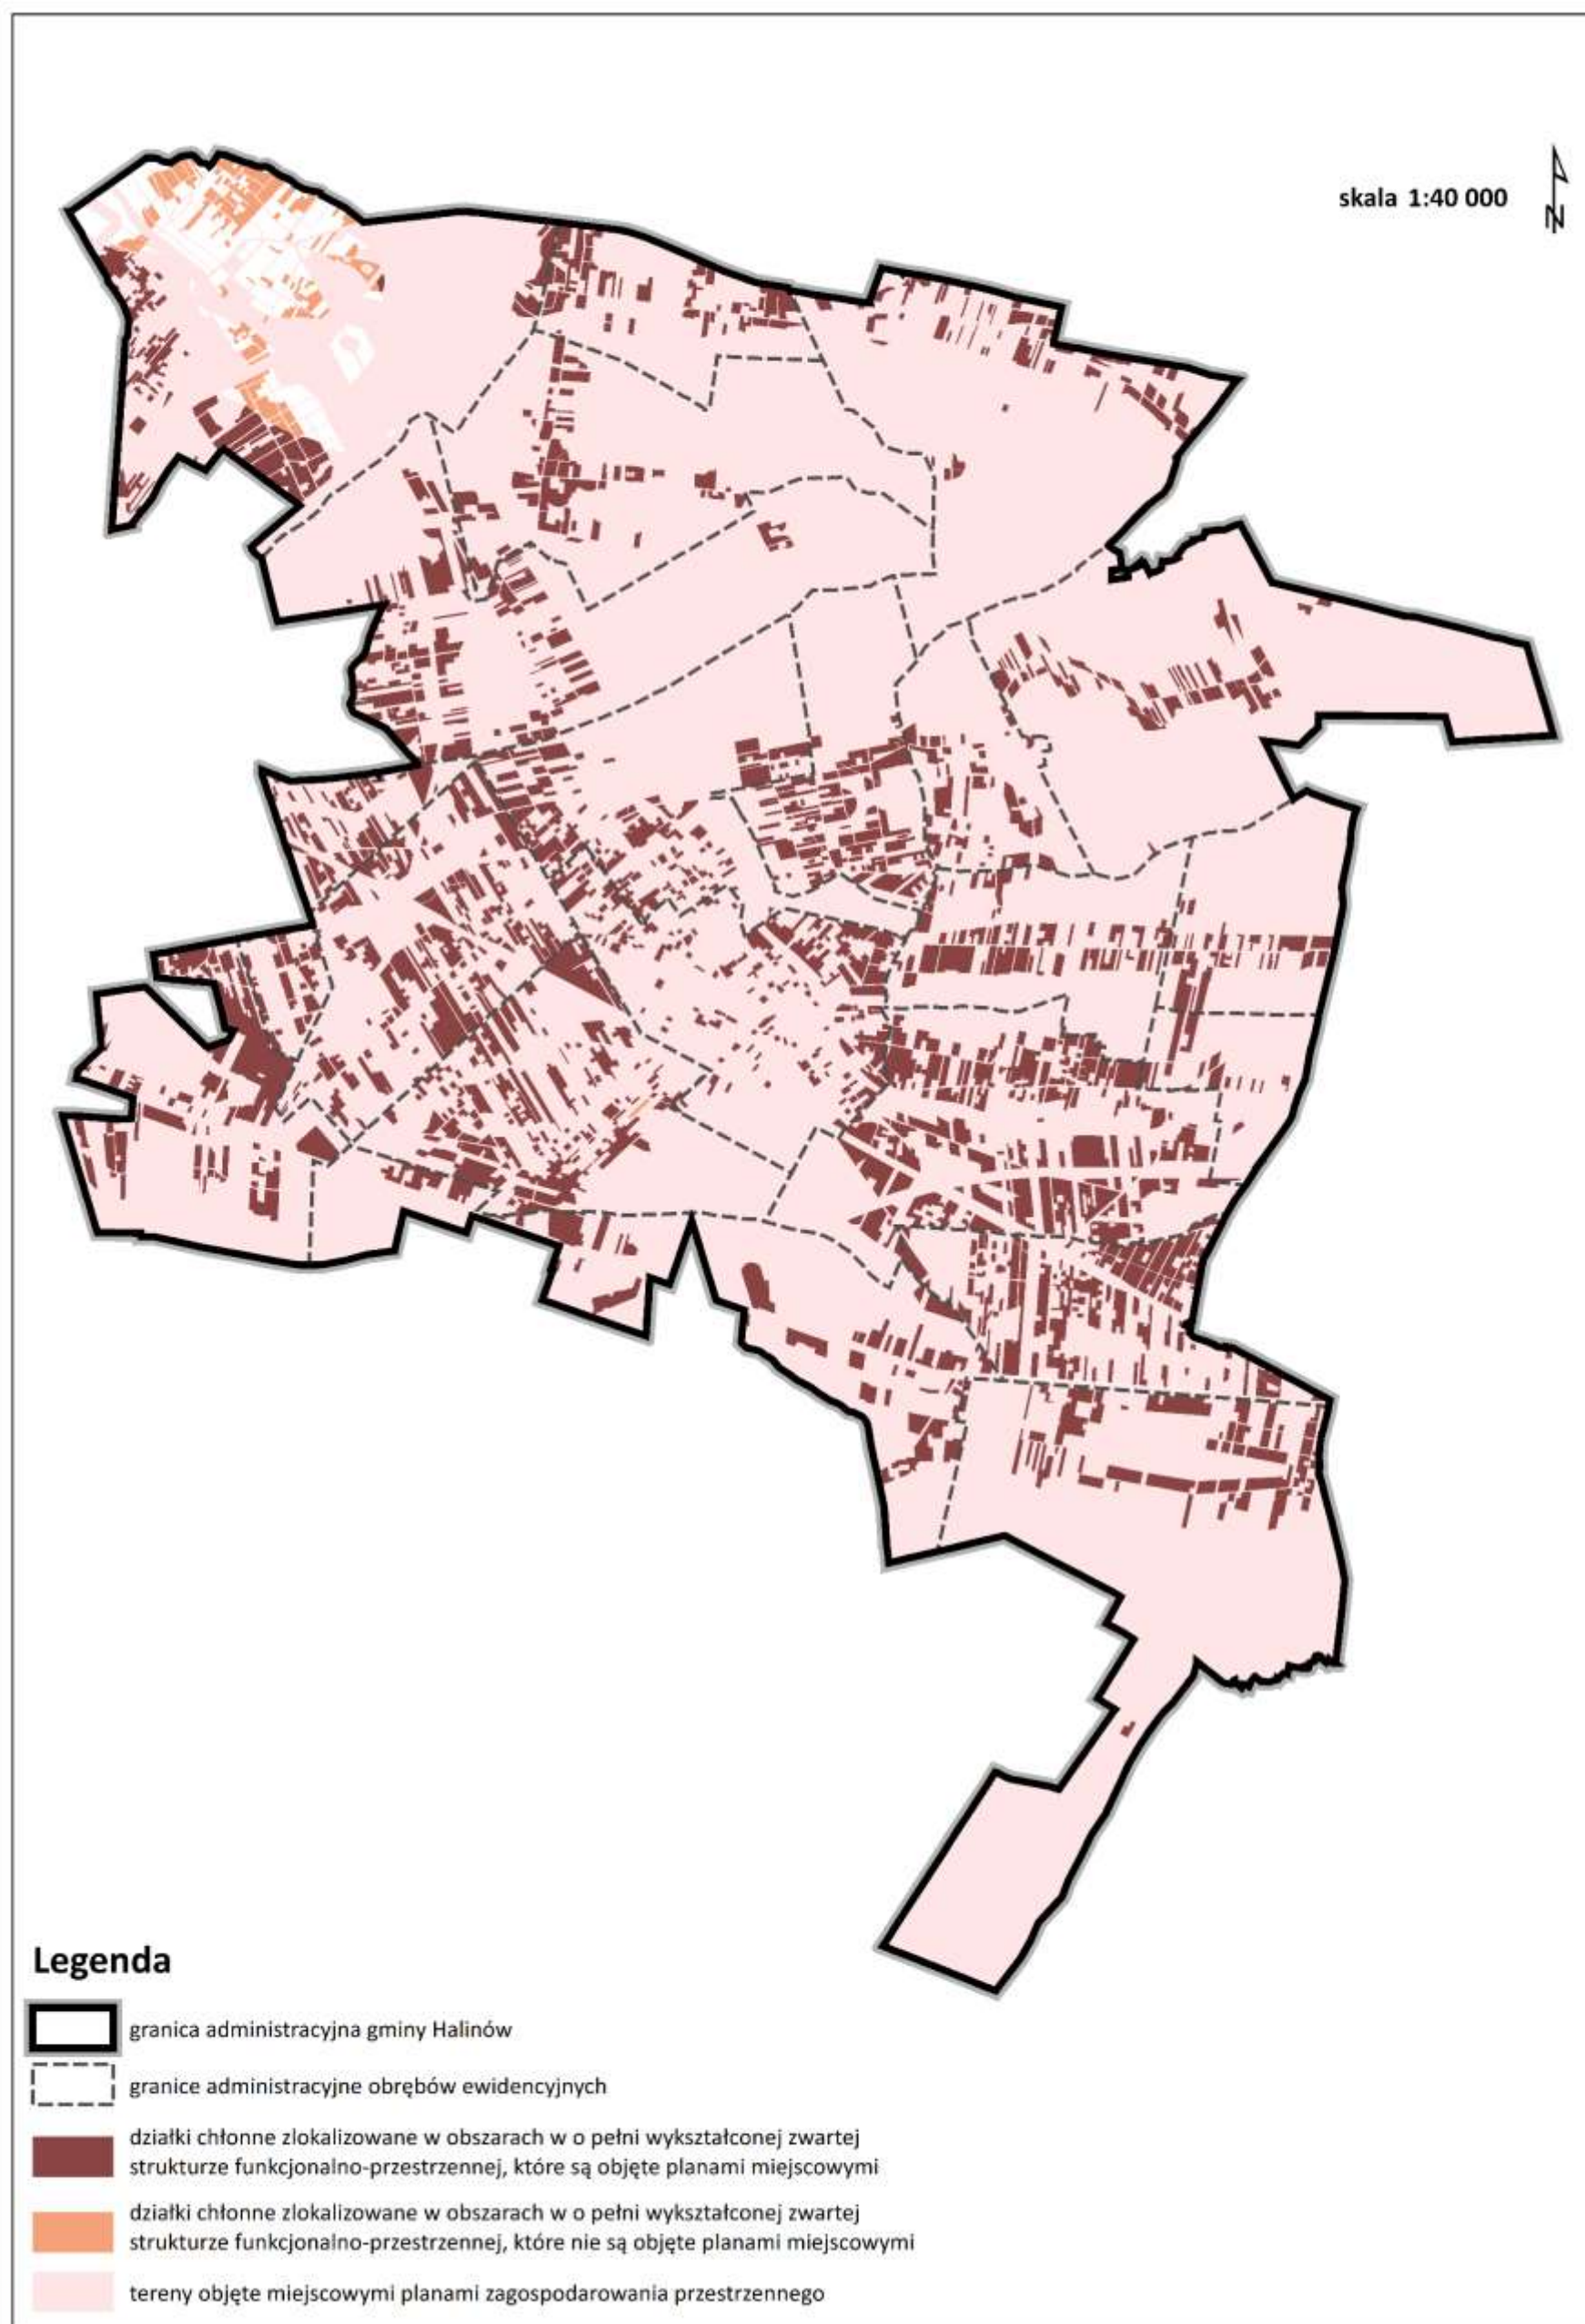 skala 1:40 000
N
Legenda
granica administracyjna gminy Halinów
granice administracyjne obrębów ewidencyjnych
działki chłonne zlokalizowane w obszarach w o pełni wykształconej zwartej
strukturze funkcjonalno-przestrzennej, które są objęte planami miejscowymi
działki chłonne zlokalizowane w obszarach w o pełni wykształconej zwartej
strukturze funkcjonalno-przestrzennej, które nie są objęte planami miejscowymi
tereny objęte miejscowymi planami zagospodarowania przestrzennego